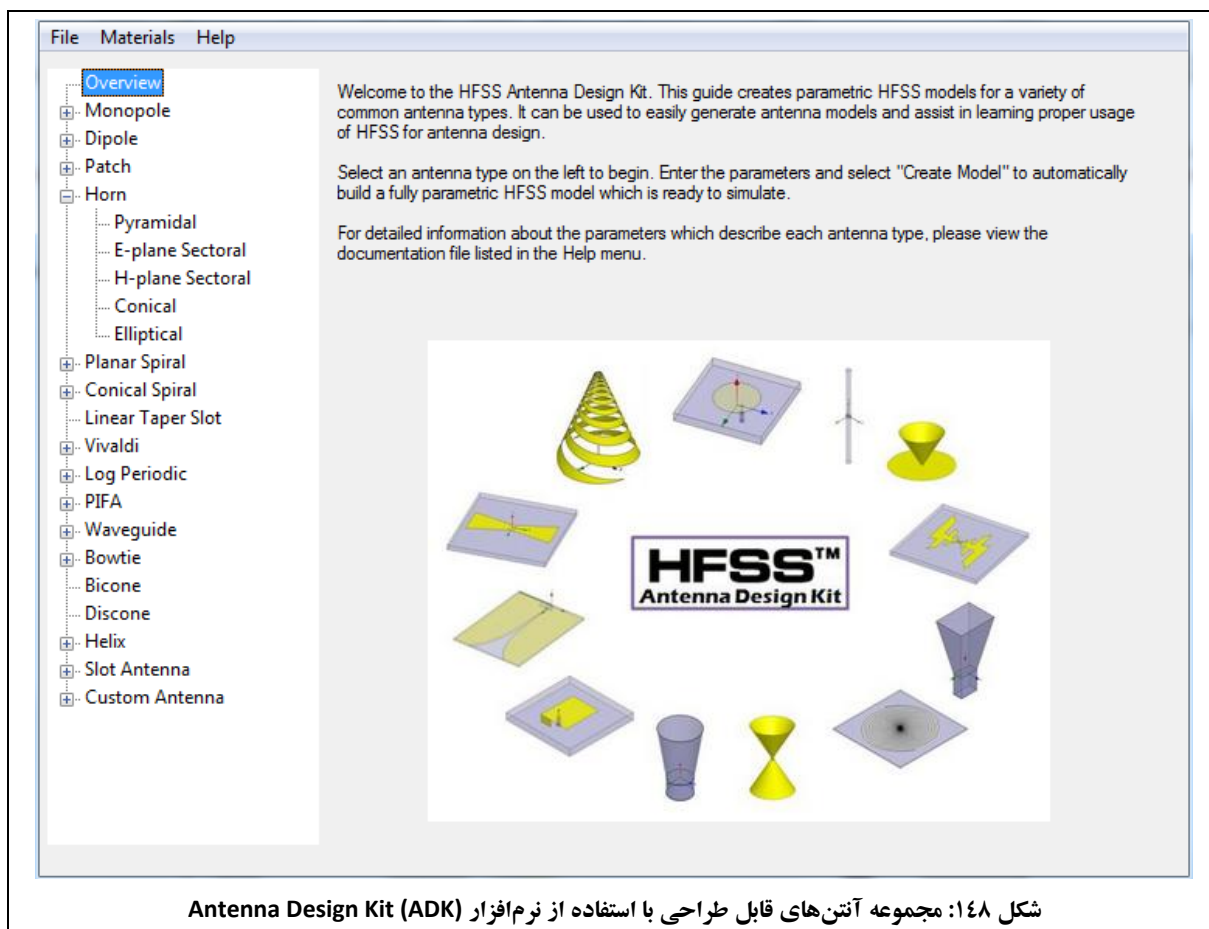 File Materials Help
Overview
Monopole
Dipole
Patch
Horn
Pyramidal
E-plane Sectoral
H-plane Sectoral
Conical
Elliptical
Planar Spiral
Conical Spiral
Linear Taper Slot
Vivaldi
Log Periodic
PIFA
Waveguide
Bowtie
Bicone
Discone
Helix
Slot Antenna
Custom Antenna
Welcome to the HFSS Antenna Design Kit. This guide creates parametric HFSS models for a variety of
common antenna types. It can be used to easily generate antenna models and assist in learning proper usage
of HFSS for antenna design.
Select an antenna type on the left to begin. Enter the parameters and select "Create Model" to automatically
build a fully parametric HFSS model which is ready to simulate.
For detailed information about the parameters which describe each antenna type, please view the
documentation file listed in the Help menu.
HFSS™
Antenna Design Kit
شکل ۱۴۸: مجموعه آنتن‌های قابل طراحی با استفاده از نرم‌افزار Antenna Design Kit (ADK)